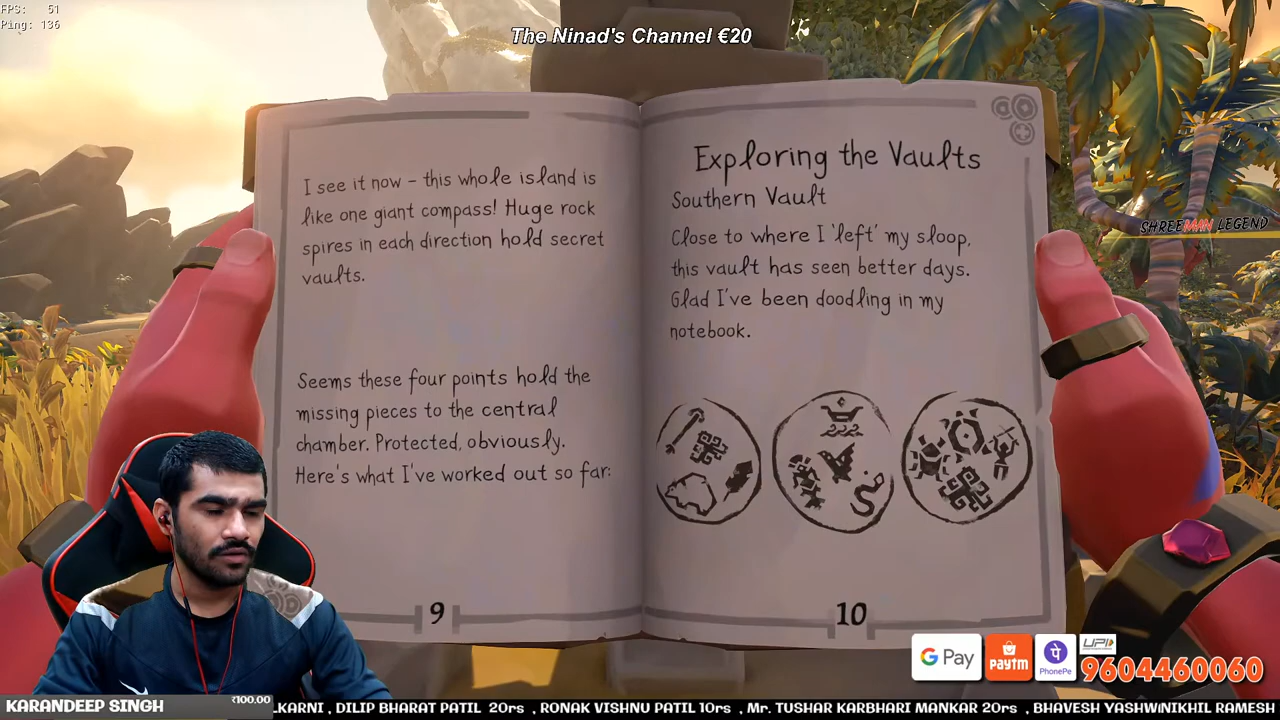 FPS: 51
Ping: 136
The Ninad's Channel €20
I see it now - this whole island is
like one giant compass! Huge rock
spires in each direction hold secret
vaults.
Seems these four points hold the
missing pieces to the central
chamber. Protected, obviously.
Here's what I've worked out so far:
9
Exploring the Vaults
Southern Vault
Close to where I 'left' my sloop,
this vault has seen better days.
Glad I've been doodling in my
notebook.
10
SHREEMAN LEGEND
G Pay
Paytm
PhonePe
UPI
9604460060
KARANDEEP SINGH
₹100.00
LKARNI , DILIP BHARAT PATIL 20rs , RONAK VISHNU PATIL 10rs , Mr. TUSHAR KARBHARI MANKAR 20rs , BHAVESH YASHWNIKHIL RAMESH